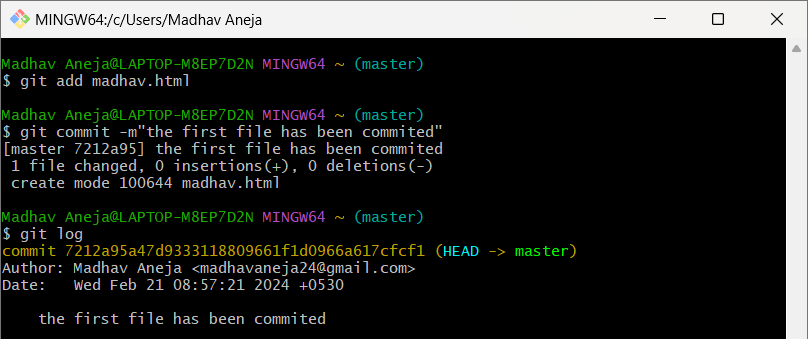 MINGW64:/c/Users/Madhav Aneja
Madhav Aneja@LAPTOP-M8EP7D2N MINGW64 ~ (master)
$ git add madhav.html
Madhav Aneja@LAPTOP-M8EP7D2N MINGW64 ~ (master)
$ git commit -m"the first file has been commited"
[master 7212a95] the first file has been commited
 1 file changed, 0 insertions(+), 0 deletions(-)
 create mode 100644 madhav.html
Madhav Aneja@LAPTOP-M8EP7D2N MINGW64 ~ (master)
$ git log
commit 7212a95a47d9333118809661f1d0966a617cfcf1 (HEAD -> master)
Author: Madhav Aneja <madhavaneja24@gmail.com>
Date:   Wed Feb 21 08:57:21 2024 +0530
    the first file has been commited